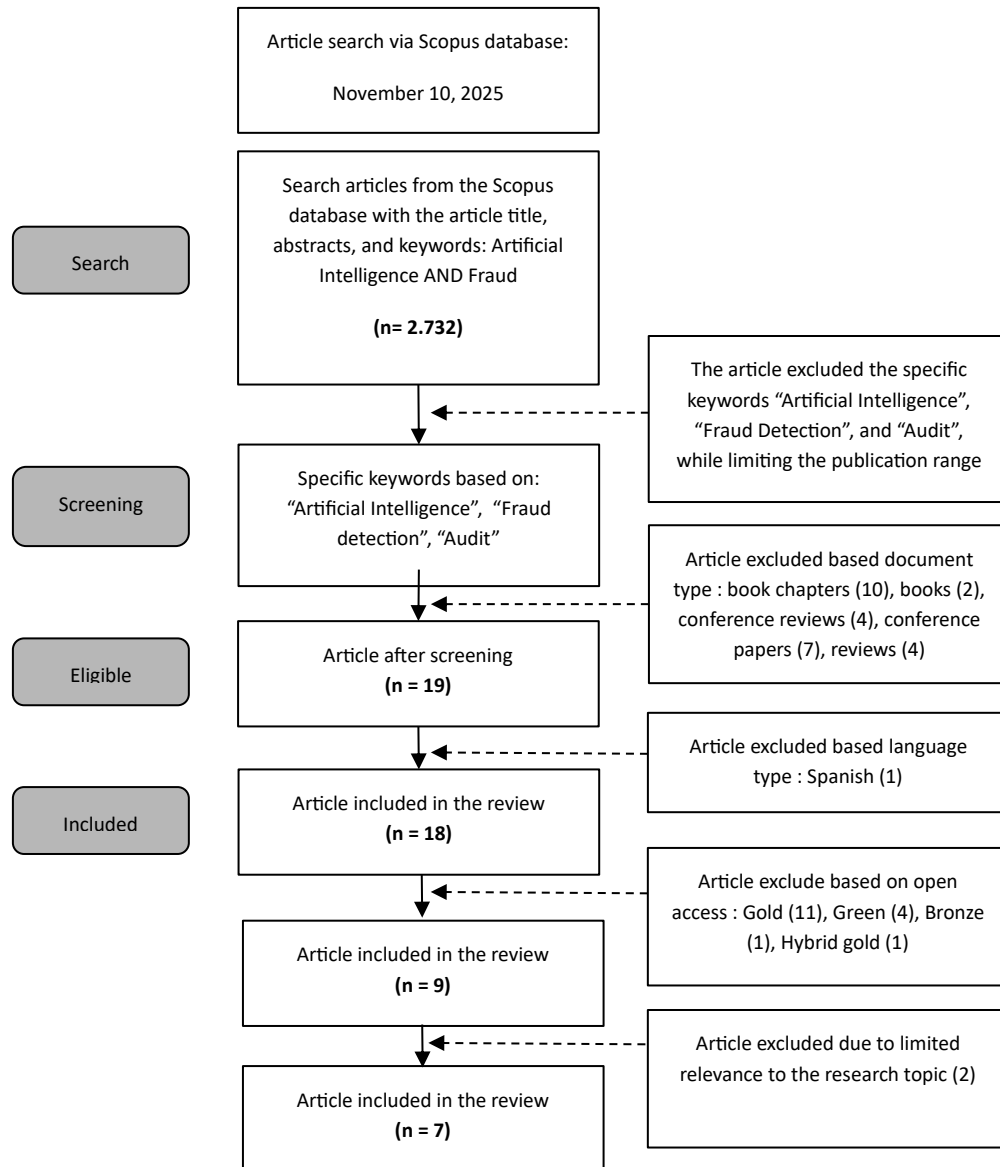 Article search via Scopus database:
November 10, 2025
Search
Search articles from the Scopus
database with the article title,
abstracts, and keywords: Artificial
Intelligence AND Fraud
(n= 2.732)
The article excluded the specific
keywords “Artificial Intelligence”,
“Fraud Detection”, and “Audit”,
while limiting the publication range
Screening
Specific keywords based on:
“Artificial Intelligence”, “Fraud
detection”, “Audit”
Article excluded based document
type : book chapters (10), books (2),
conference reviews (4), conference
papers (7), reviews (4)
Eligible
Article after screening
(n = 19)
Article excluded based language
type : Spanish (1)
Included
Article included in the review
(n = 18)
Article exclude based on open
access : Gold (11), Green (4), Bronze
(1), Hybrid gold (1)
Article included in the review
(n = 9)
Article excluded due to limited
relevance to the research topic (2)
Article included in the review
(n = 7)